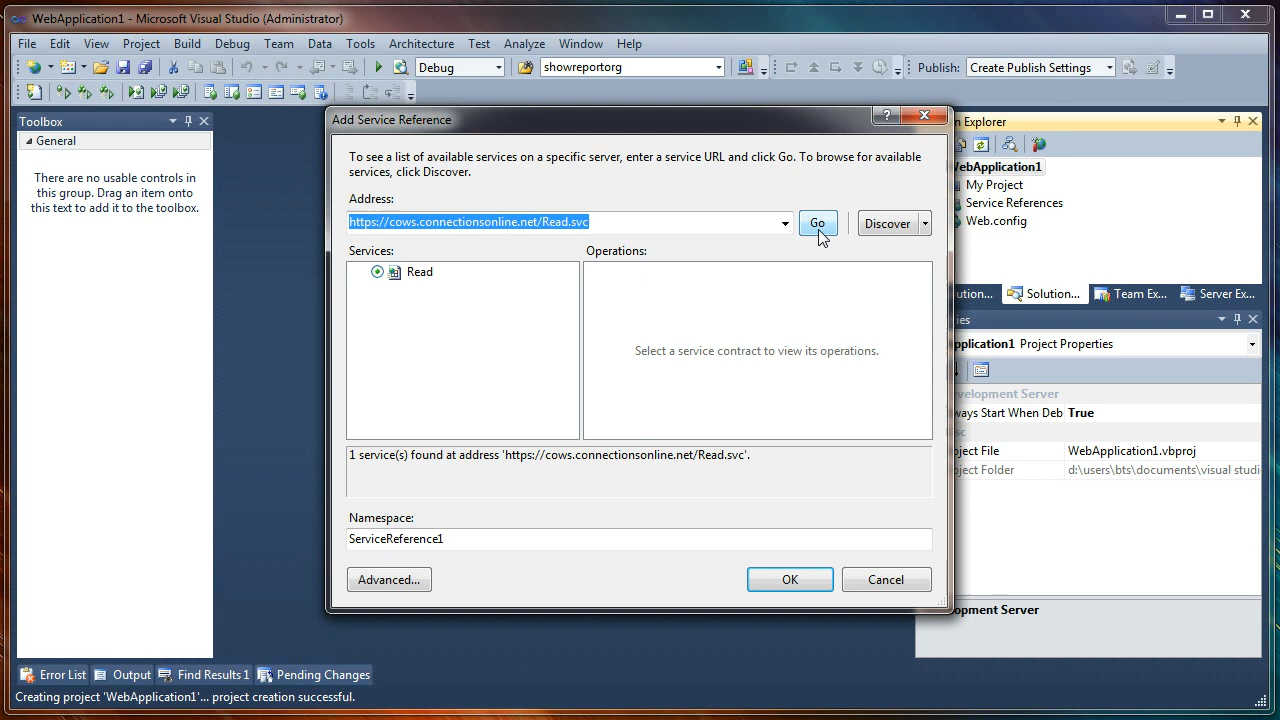 WebApplication1 - Microsoft Visual Studio (Administrator)
File Edit View Project Build Debug Team Data Tools Architecture Test Analyze Window Help
Debug showreportorg Publish: Create Publish Settings
Toolbox
General
There are no usable controls in
this group. Drag an item onto
this text to add it to the toolbox.
Add Service Reference
To see a list of available services on a specific server, enter a service URL and click Go. To browse for available
services, click Discover.
Address:
https://cows.connectionsonline.net/Read.svc
Go
Discover
Services:
Operations:
Read
Select a service contract to view its operations.
1 service(s) found at address 'https://cows.connectionsonline.net/Read.svc'.
Namespace:
ServiceReference1
Advanced...
OK
Cancel
n Explorer
ebApplication1
My Project
Service References
Web.config
ution... Solution... Team Ex... Server Ex...
ies
pplication1 Project Properties
evelopment Server
ways Start When Deb True
sc
oject File WebApplication1.vbproj
oject Folder d:\users\bts\documents\visual studi
lopment Server
Error List Output Find Results 1 Pending Changes
Creating project 'WebApplication1'... project creation successful.